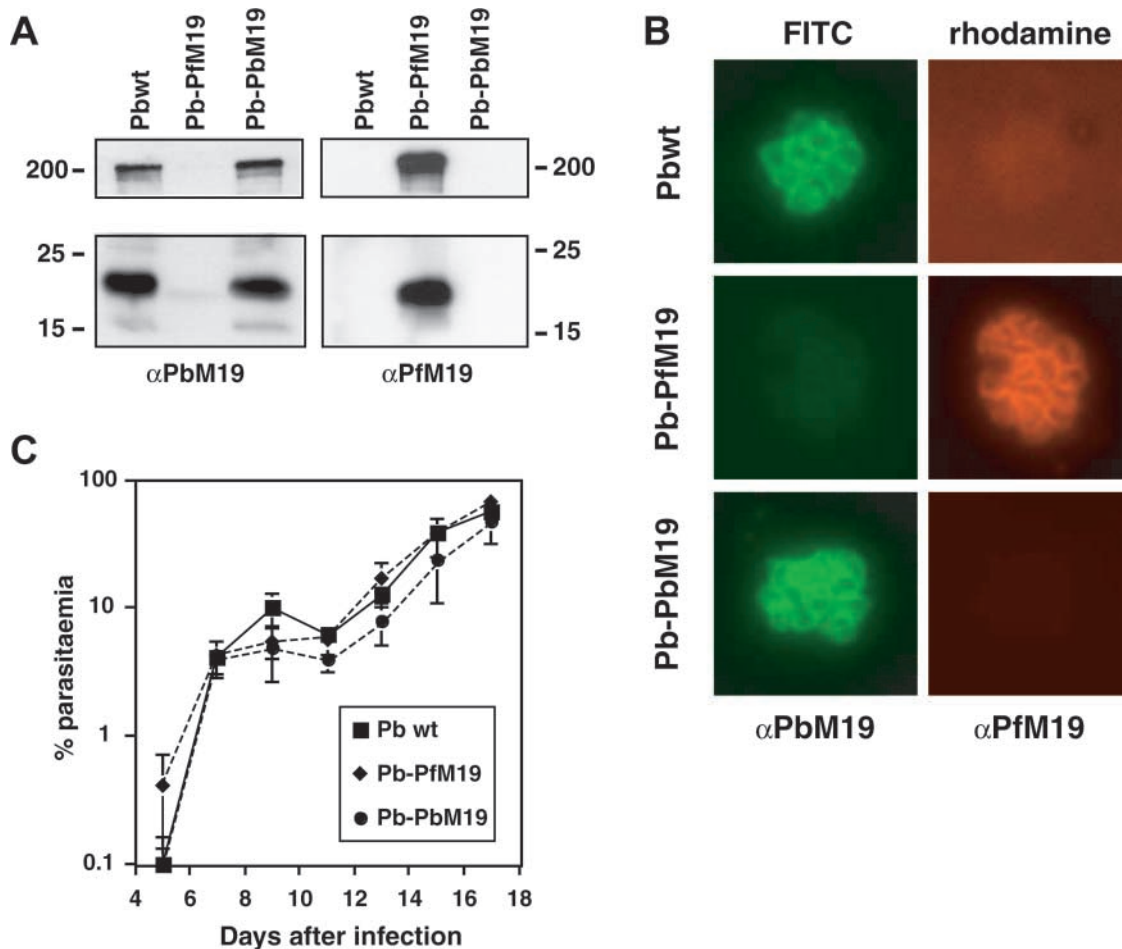 A
Pbwt
Pb-PfM19
Pb-PbM19
Pbwt
Pb-PfM19
Pb-PbM19
200
200
25
15
25
15
αPbM19
αPfM19
B
FITC
rhodamine
Pbwt
Pb-PfM19
Pb-PbM19
αPbM19
αPfM19
C
% parasitaemia
100
10
1
0.1
4 6 8 10 12 14 16 18
Days after infection
Pb wt
Pb-PfM19
Pb-PbM19